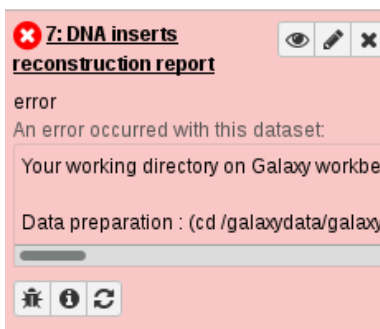 7: DNA inserts
reconstruction report
error
An error occurred with this dataset:
Your working directory on Galaxy workbe
Data preparation : (cd /galaxydata/galaxy